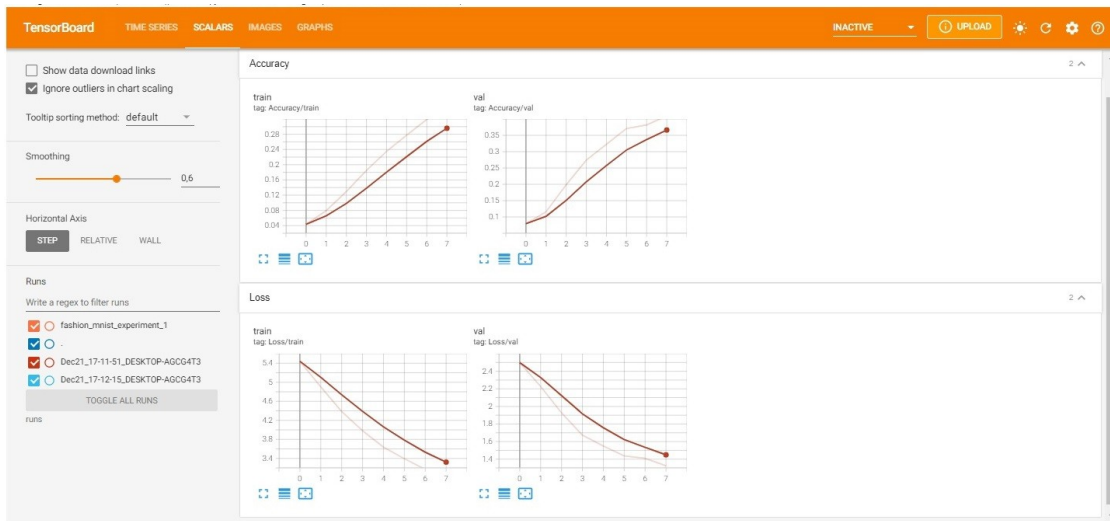 TensorBoard TIME SERIES SCALARS IMAGES GRAPHS INACTIVE UPLOAD
Show data download links
Ignore outliers in chart scaling
Tooltip sorting method: default
Smoothing
0,6
Horizontal Axis
STEP RELATIVE WALL
Runs
Write a regex to filter runs
fashion_mnist_experiment_1
.
Dec21_17-11-51_DESKTOP-AGCG4T3
Dec21_17-12-15_DESKTOP-AGCG4T3
TOGGLE ALL RUNS
runs
Accuracy 2
train
tag: Accuracy/train
0.28
0.24
0.2
0.16
0.12
0.08
0.04
0 1 2 3 4 5 6 7
val
tag: Accuracy/val
0.35
0.3
0.25
0.2
0.15
0.1
0 1 2 3 4 5 6 7
Loss 2
train
tag: Loss/train
5.4
5
4.6
4.2
3.8
3.4
0 1 2 3 4 5 6 7
val
tag: Loss/val
2.4
2.2
2
1.8
1.6
1.4
0 1 2 3 4 5 6 7